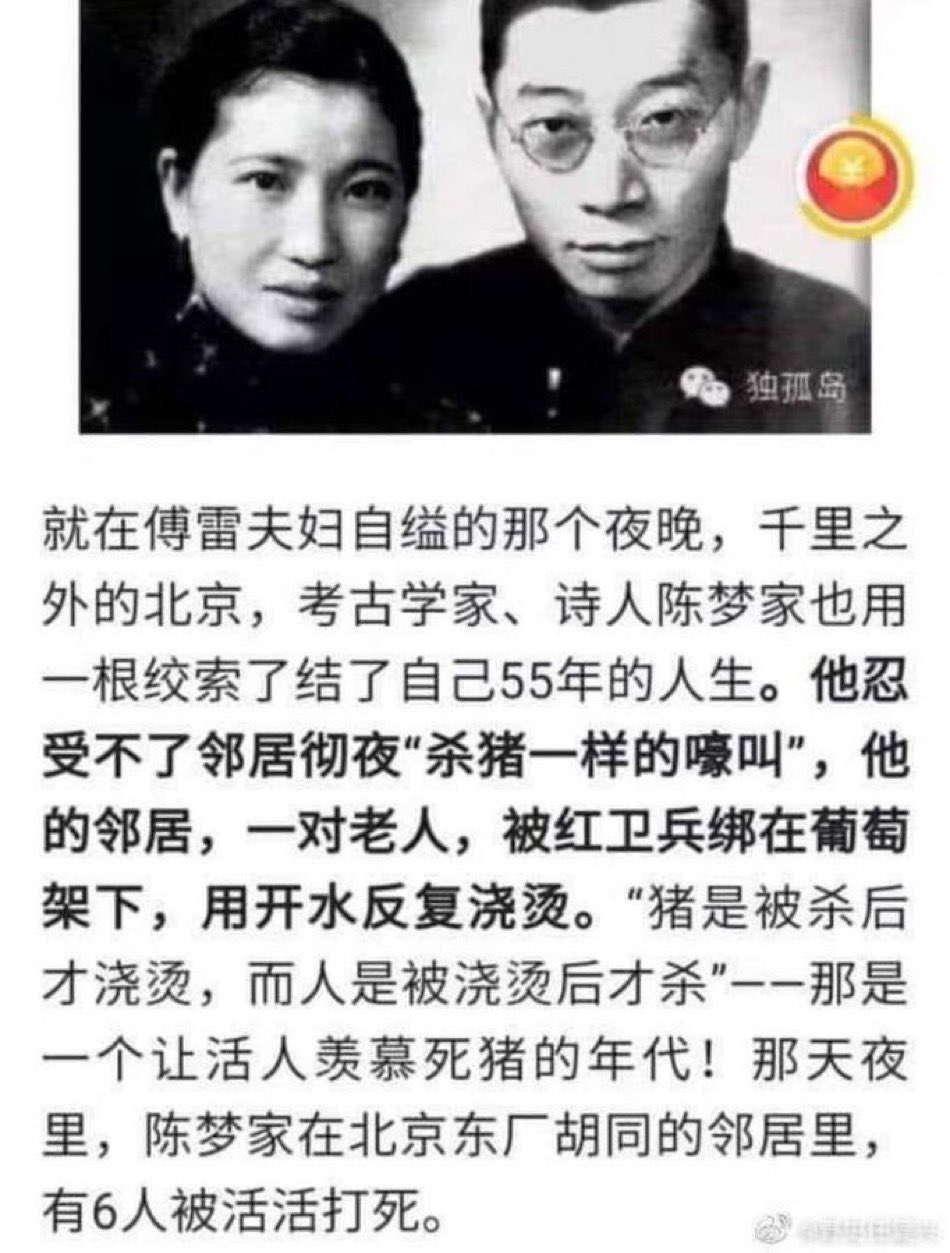 独孤岛
就在傅雷夫妇自缢的那个夜晚，千里之
外的北京，考古学家、诗人陈梦家也用
一根绞索了结了自己55年的人生。他忍
受不了邻居彻夜“杀猪一样的嚎叫”，他
的邻居，一对老人，被红卫兵绑在葡萄
架下，用开水反复浇烫。“猪是被杀后
才浇烫，而人是被浇烫后才杀”——那是
一个让活人羡慕死猪的年代！那天夜
里，陈梦家在北京东厂胡同的邻居里，
有6人被活活打死。